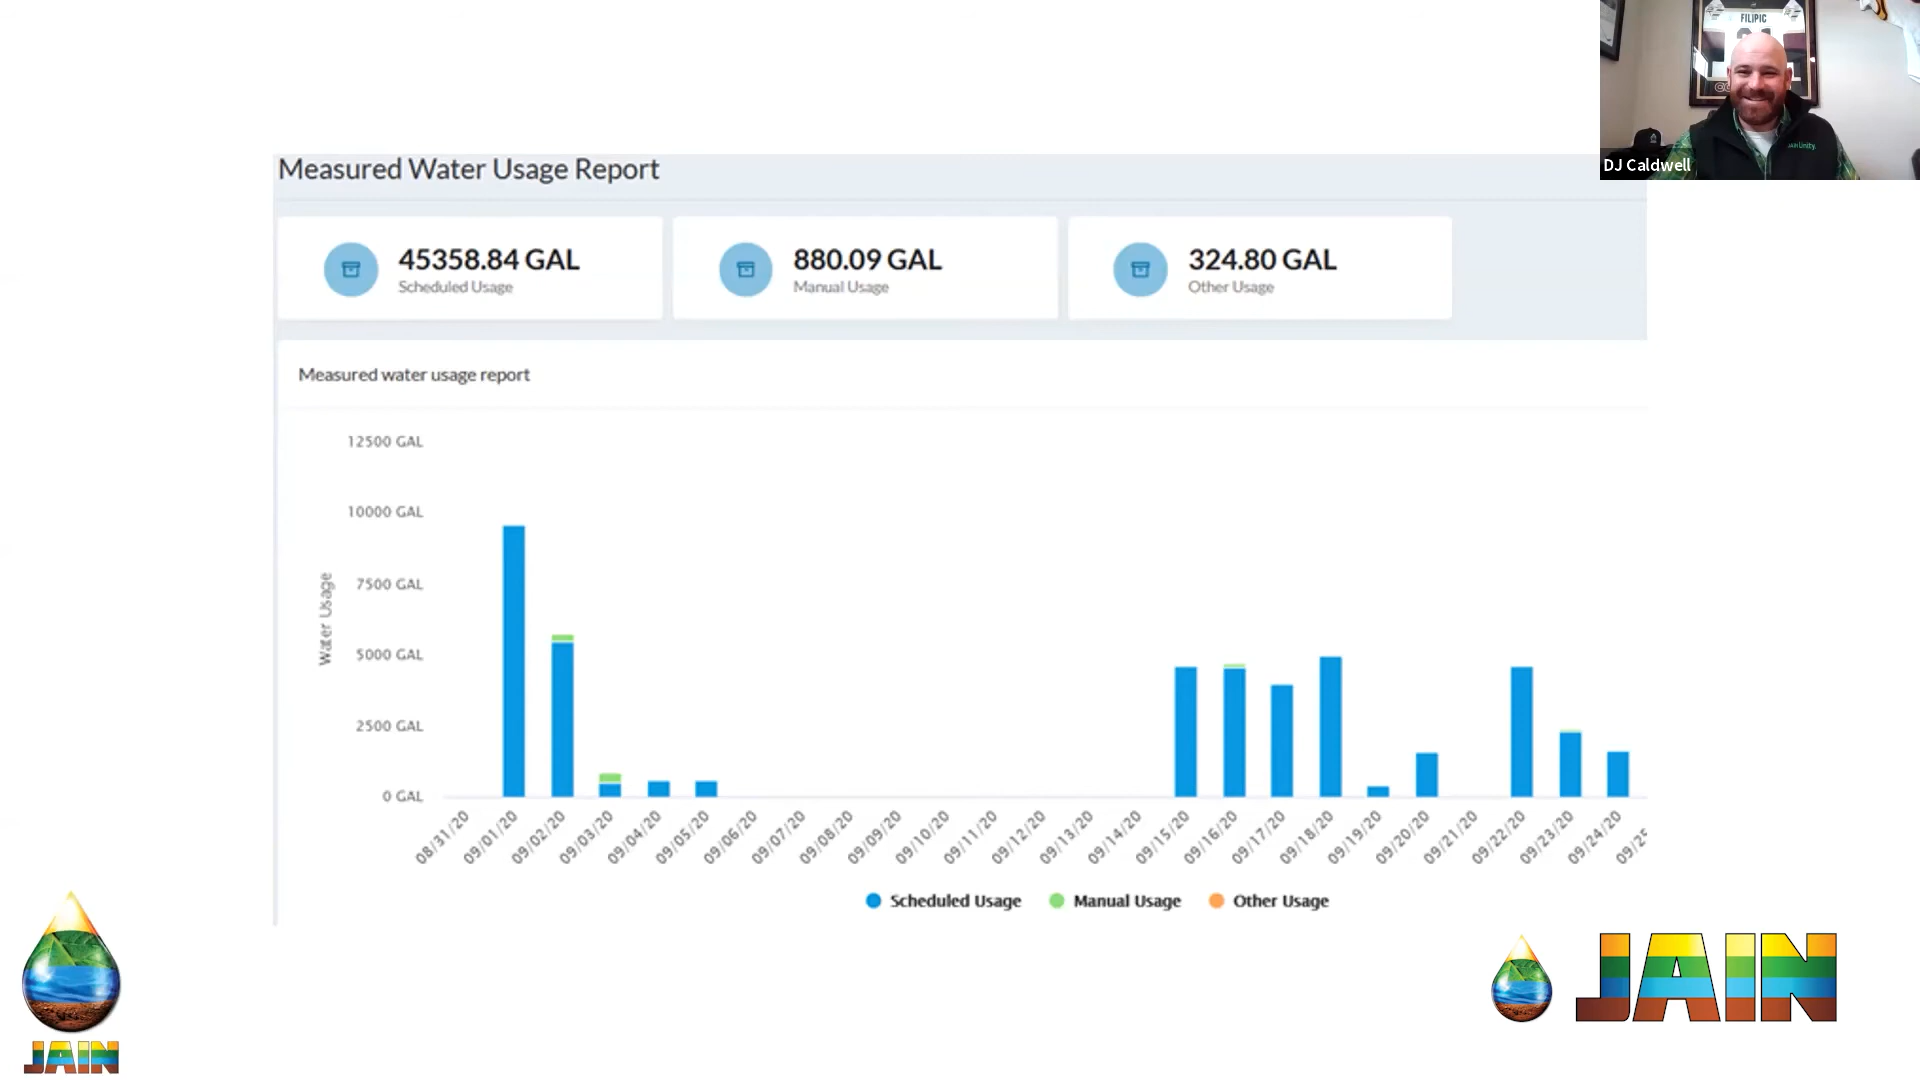 FILIPIC
Jain Unity.
DJ Caldwell
Measured Water Usage Report
45358.84 GAL
Scheduled Usage
880.09 GAL
Manual Usage
324.80 GAL
Other Usage
Measured water usage report
Water Usage
12500 GAL
10000 GAL
7500 GAL
5000 GAL
2500 GAL
0 GAL
08/31/20
09/01/20
09/02/20
09/03/20
09/04/20
09/05/20
09/06/20
09/07/20
09/08/20
09/09/20
09/10/20
09/11/20
09/12/20
09/13/20
09/14/20
09/15/20
09/16/20
09/17/20
09/18/20
09/19/20
09/20/20
09/21/20
09/22/20
09/23/20
09/24/20
09/25
Scheduled Usage
Manual Usage
Other Usage
JAIN
JAIN